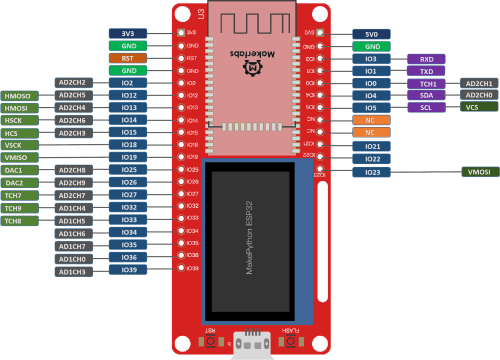 U3
3V3 3V0 5V0 5V0
GND GND GND GND
RST RST IO3 IO3 RXD
GND GND IO1 IO1 TXD
AD2CH2 IO2 IO2 IO0 IO0 TCH1 AD2CH1
HMOSO AD2CH5 IO12 IO12 IO4 IO4 SDA AD2CH0
HMOSI AD2CH4 IO13 IO13 IO5 IO5 SCL VCS
HSCK AD2CH6 IO14 IO14 NC NC
HCS AD2CH3 IO15 IO15 NC NC
VSCK IO18 IO18 IO21 IO21
VMISO IO19 IO19 IO22 IO22
DAC1 AD2CH8 IO25 IO25 IO23 IO23 VMOSI
DAC2 AD2CH9 IO26 IO26
TCH7 AD2CH7 IO27 IO27
TCH9 AD1CH4 IO32 IO32
TCH8 AD1CH5 IO33 IO33
AD1CH6 IO34 IO34
AD1CH7 IO35 IO35
AD1CH0 IO36 IO36
AD1CH3 IO39 IO39
Makerfabs
MakePython ESP32
RST FLASH